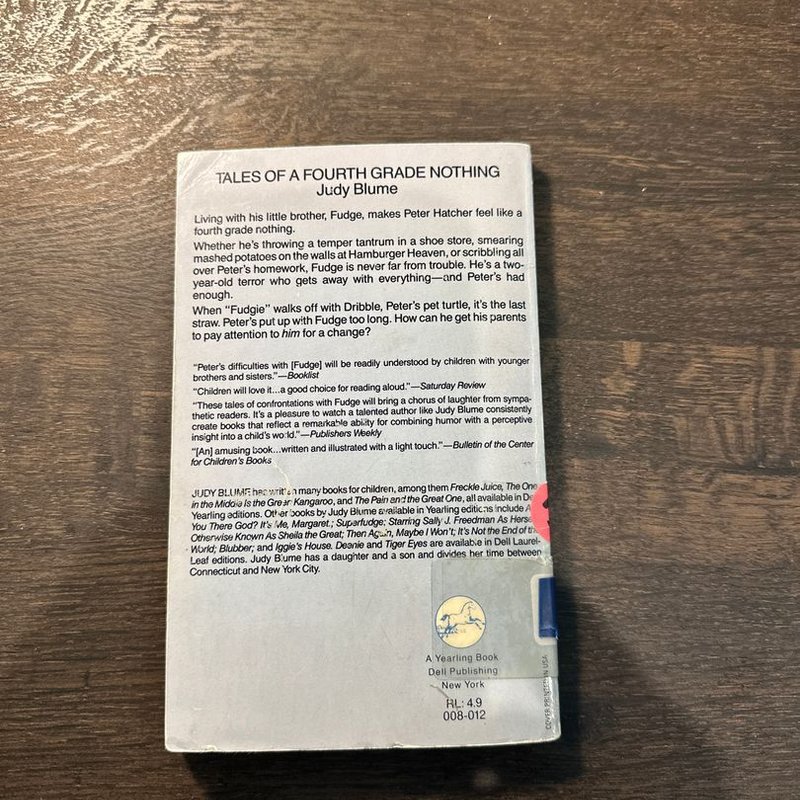 TALES OF A FOURTH GRADE NOTHING
Judy Blume
Living with his little brother, Fudge, makes Peter Hatcher feel like a
fourth grade nothing.
Whether he's throwing a temper tantrum in a shoe store, smearing
mashed potatoes on the walls at Hamburger Heaven, or scribbling all
over Peter's homework, Fudge is never far from trouble. He's a two-
year-old terror who gets away with everything—and Peter's had
enough.
When "Fudgie" walks off with Dribble, Peter's pet turtle, it's the last
straw. Peter's put up with Fudge too long. How can he get his parents
to pay attention to him for a change?
"Peter's difficulties with [Fudge] will be readily understood by children with younger
brothers and sisters."—Booklist
"Children will love it...a good choice for reading aloud."—Saturday Review
"These tales of confrontations with Fudge will bring a chorus of laughter from sympa-
thetic readers. It's a pleasure to watch a talented author like Judy Blume consistently
create books that reflect a remarkable ability for combining humor with a perceptive
insight into a child's world."—Publishers Weekly
"[An] amusing book...written and illustrated with a light touch."—Bulletin of the Center
for Children's Books
JUDY BLUME has written many books for children, among them Freckle Juice, The One
in the Middle Is the Green Kangaroo, and The Pain and the Great One, all available in De
Yearling editions. Other books by Judy Blume available in Yearling editions include A
You There God? It's Me, Margaret.; Superfudge; Starring Sally J. Freedman As Herse
Otherwise Known As Sheila the Great; Then Again, Maybe I Won't; It's Not the End of the
World; Blubber; and Iggie's House. Deenie and Tiger Eyes are available in Dell Laurel-
Leaf editions. Judy Blume has a daughter and a son and divides her time between
Connecticut and New York City.
A Yearling Book
Dell Publishing
New York
RL: 4.9
008-012
COVER PRINTED IN USA